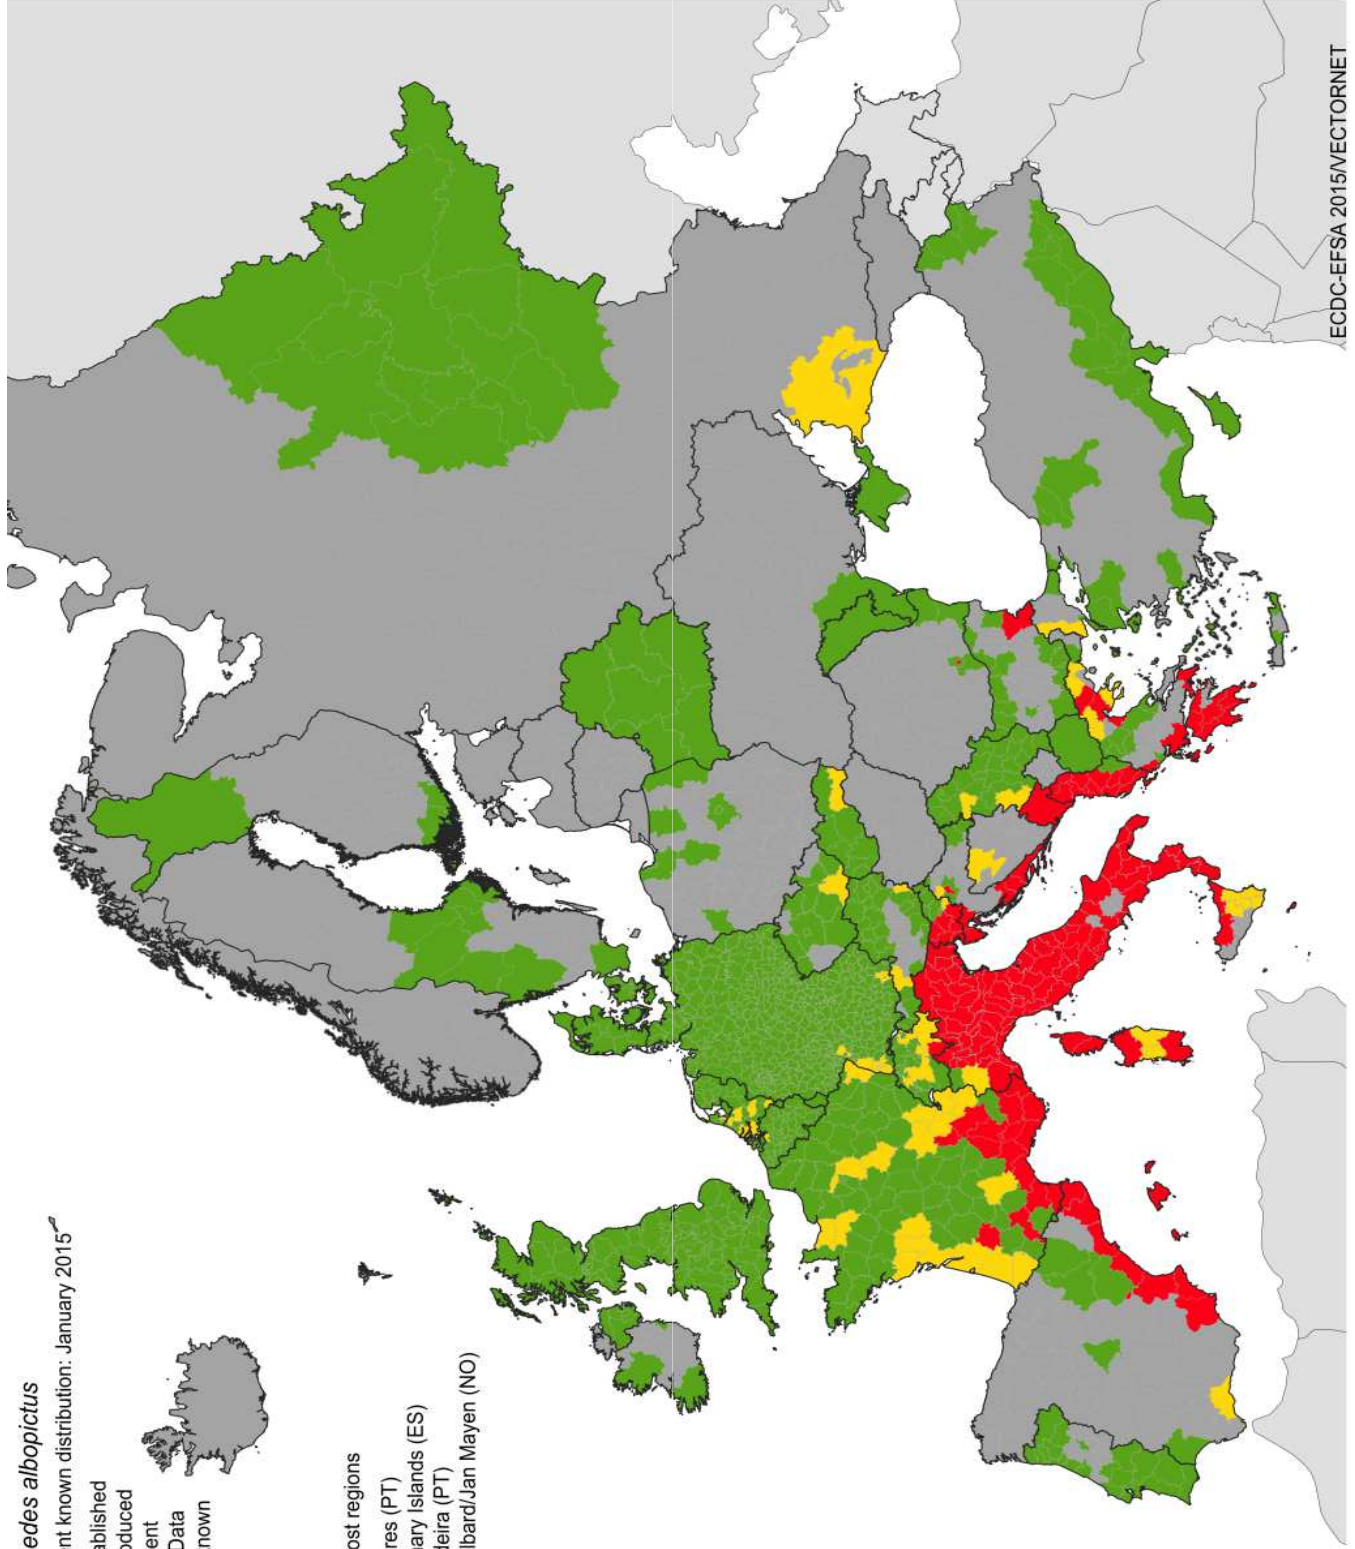 edes albopictus
nt known distribution: January 2015
ablished
oduced
ent
Data
nown
ost regions
res (PT)
ary Islands (ES)
deira (PT)
lbard/Jan Mayen (NO)
ECDC-EFSA 2015/VECTORNET